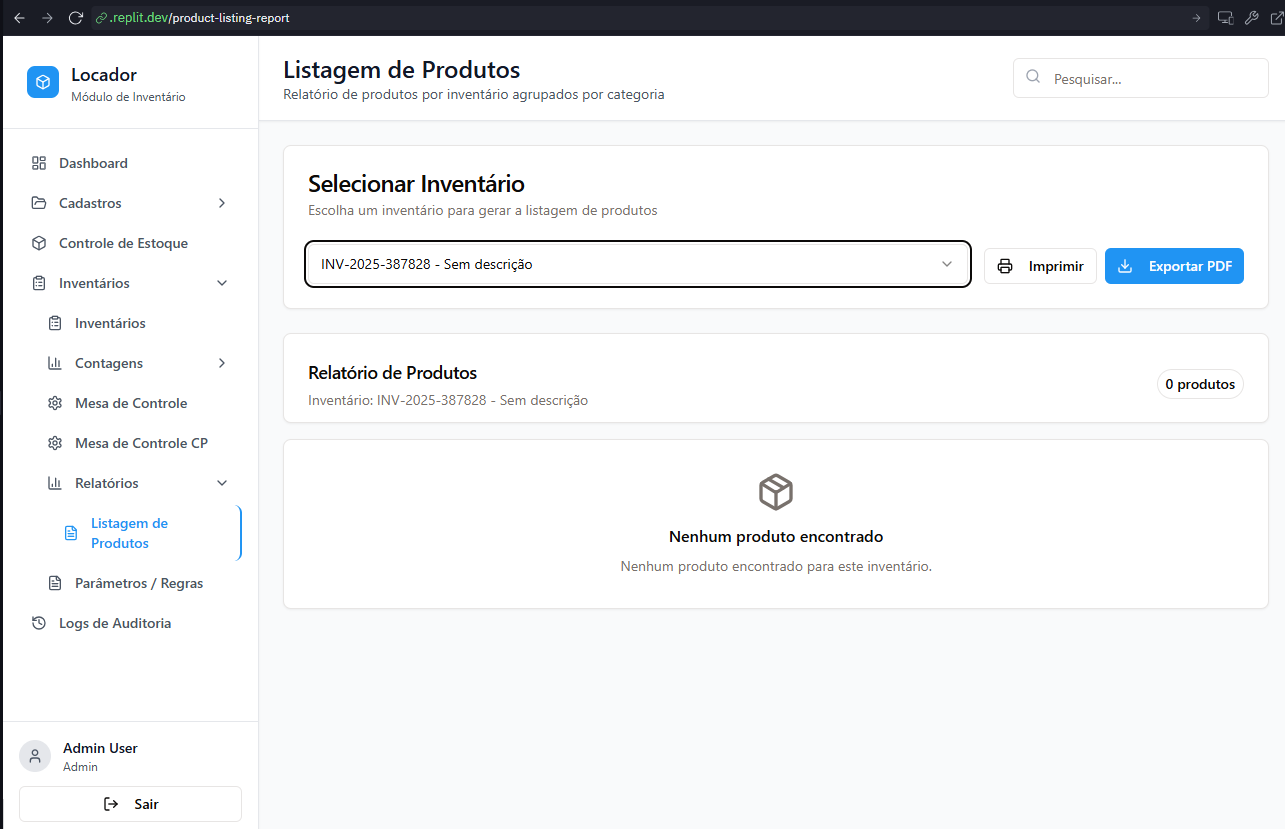 .replit.dev/product-listing-report
Locador
Módulo de Inventário
Dashboard
Cadastros
Controle de Estoque
Inventários
Inventários
Contagens
Mesa de Controle
Mesa de Controle CP
Relatórios
Listagem de
Produtos
Parâmetros / Regras
Logs de Auditoria
Admin User
Admin
Sair
Listagem de Produtos
Relatório de produtos por inventário agrupados por categoria
Pesquisar...
Selecionar Inventário
Escolha um inventário para gerar a listagem de produtos
INV-2025-387828 - Sem descrição
Imprimir
Exportar PDF
Relatório de Produtos
Inventário: INV-2025-387828 - Sem descrição
0 produtos
Nenhum produto encontrado
Nenhum produto encontrado para este inventário.